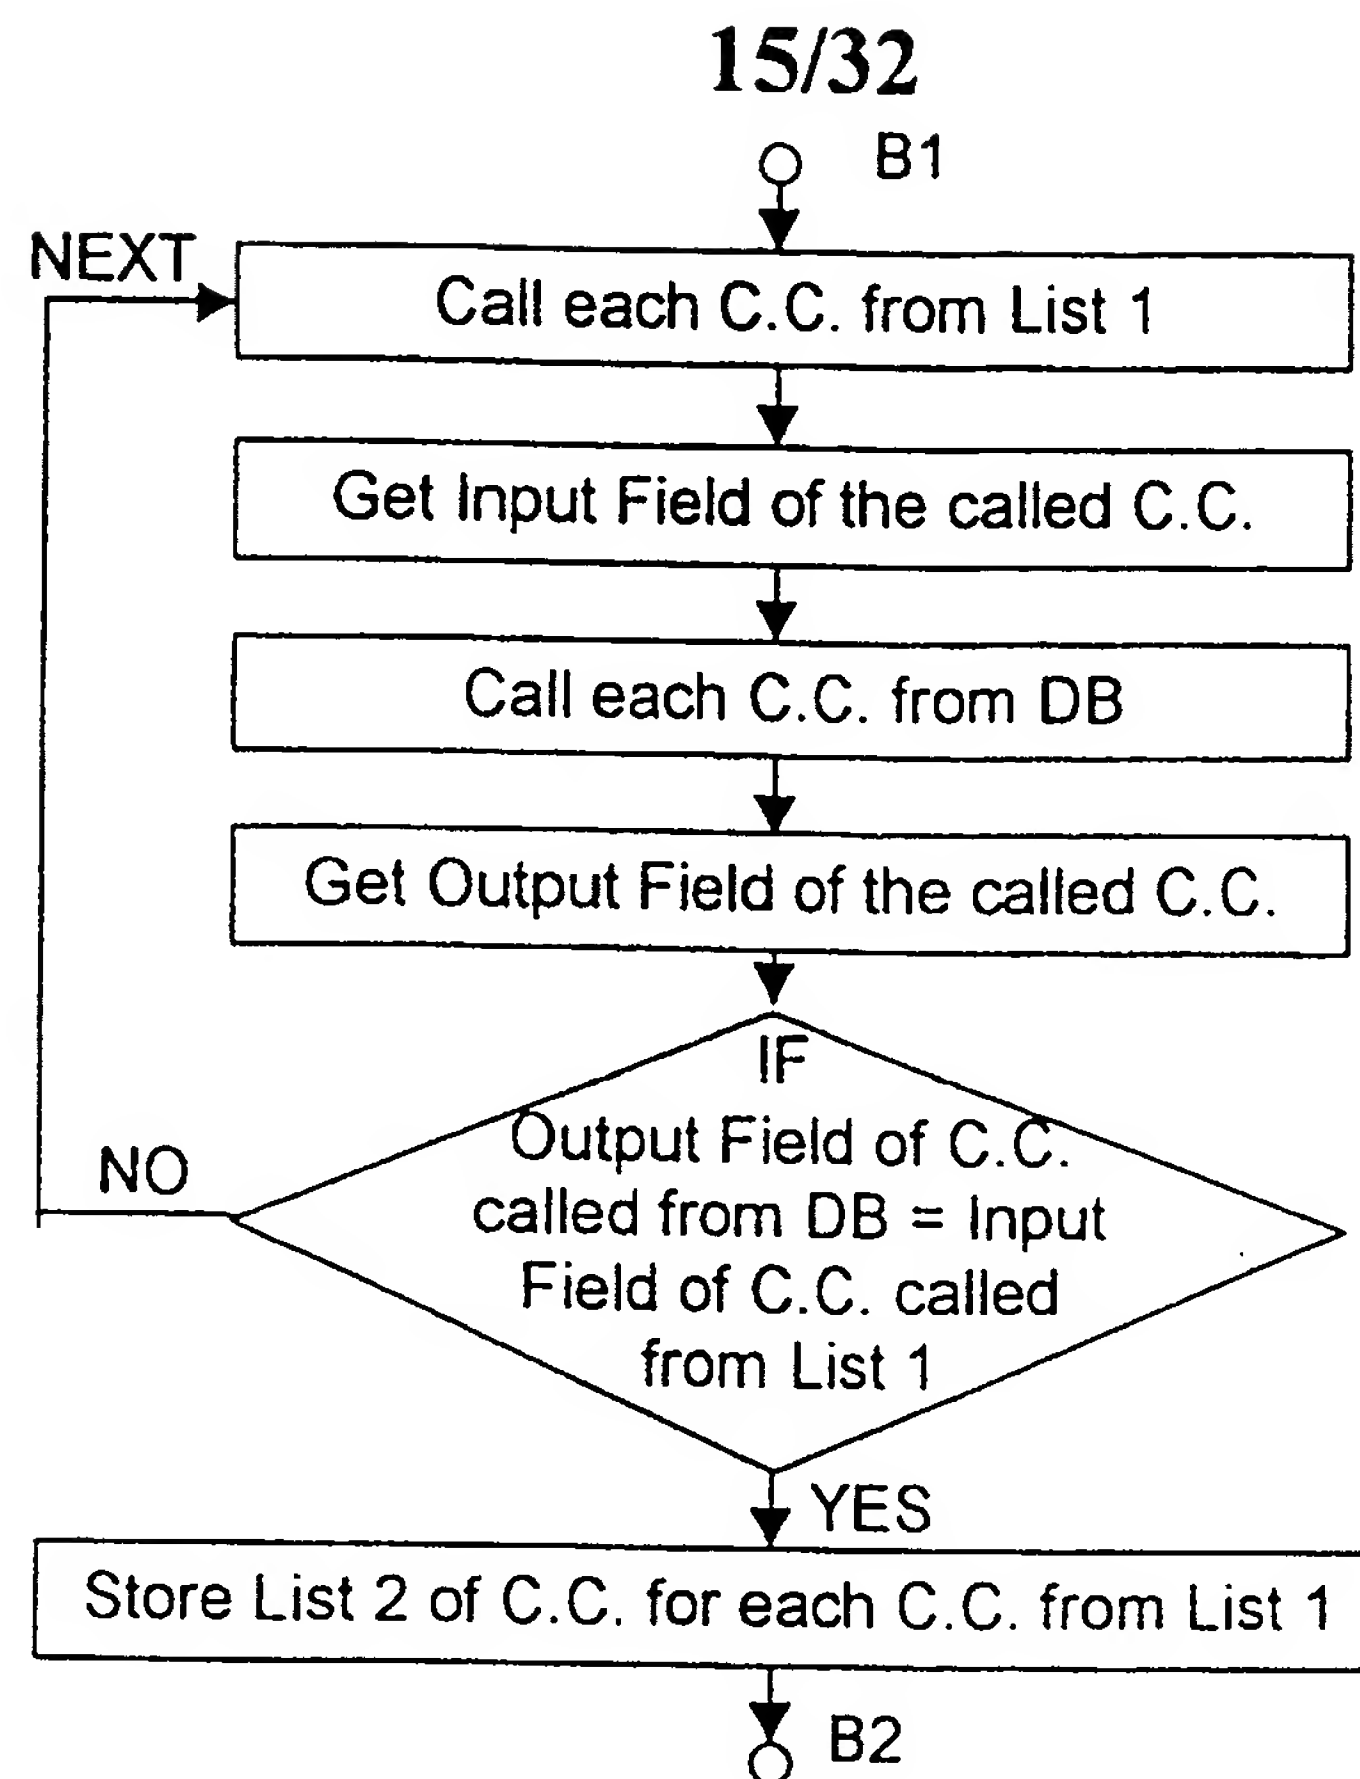 15/32
B1
NEXT
Call each C.C. from List 1
Get Input Field of the called C.C.
Call each C.C. from DB
Get Output Field of the called C.C.
IF
Output Field of C.C.
called from DB = Input
Field of C.C. called
from List 1
NO
YES
Store List 2 of C.C. for each C.C. from List 1
B2